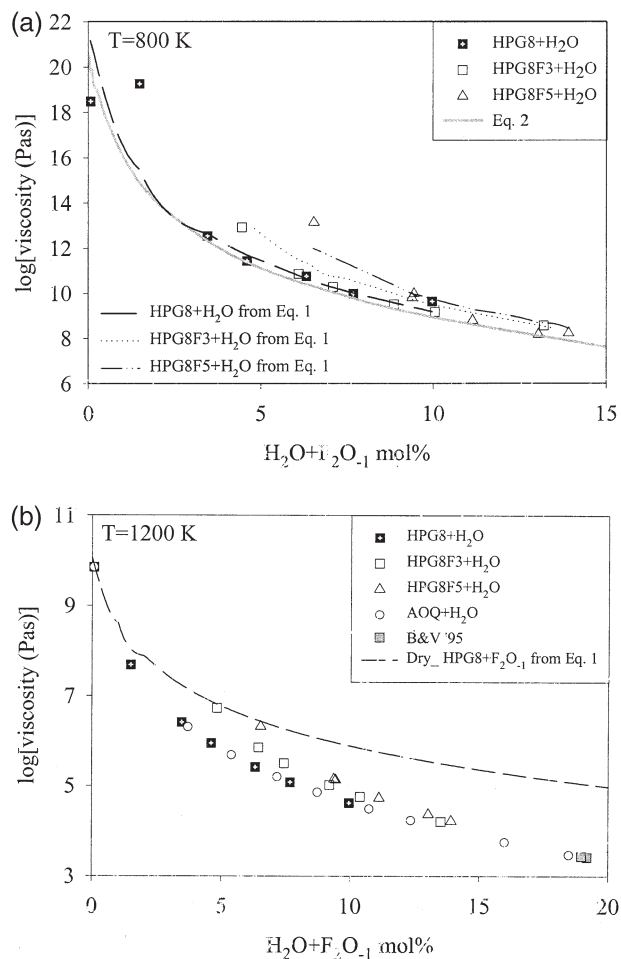 (a)
22
20
18
16
14
12
10
8
6
log[viscosity (Pas)]
T=800 K
HPG8+H₂O
HPG8F3+H₂O
HPG8F5+H₂O
Eq. 2
HPG8+H₂O from Eq. 1
HPG8F3+H₂O from Eq. 1
HPG8F5+H₂O from Eq. 1
0 5 10 15
H₂O+F₂O₋₁ mol%
(b)
11
9
7
5
3
log[viscosity (Pas)]
T=1200 K
HPG8+H₂O
HPG8F3+H₂O
HPG8F5+H₂O
AOQ+H₂O
B&V '95
Dry_ HPG8+F₂O₋₁ from Eq. 1
0 5 10 15 20
H₂O+F₂O₋₁ mol%